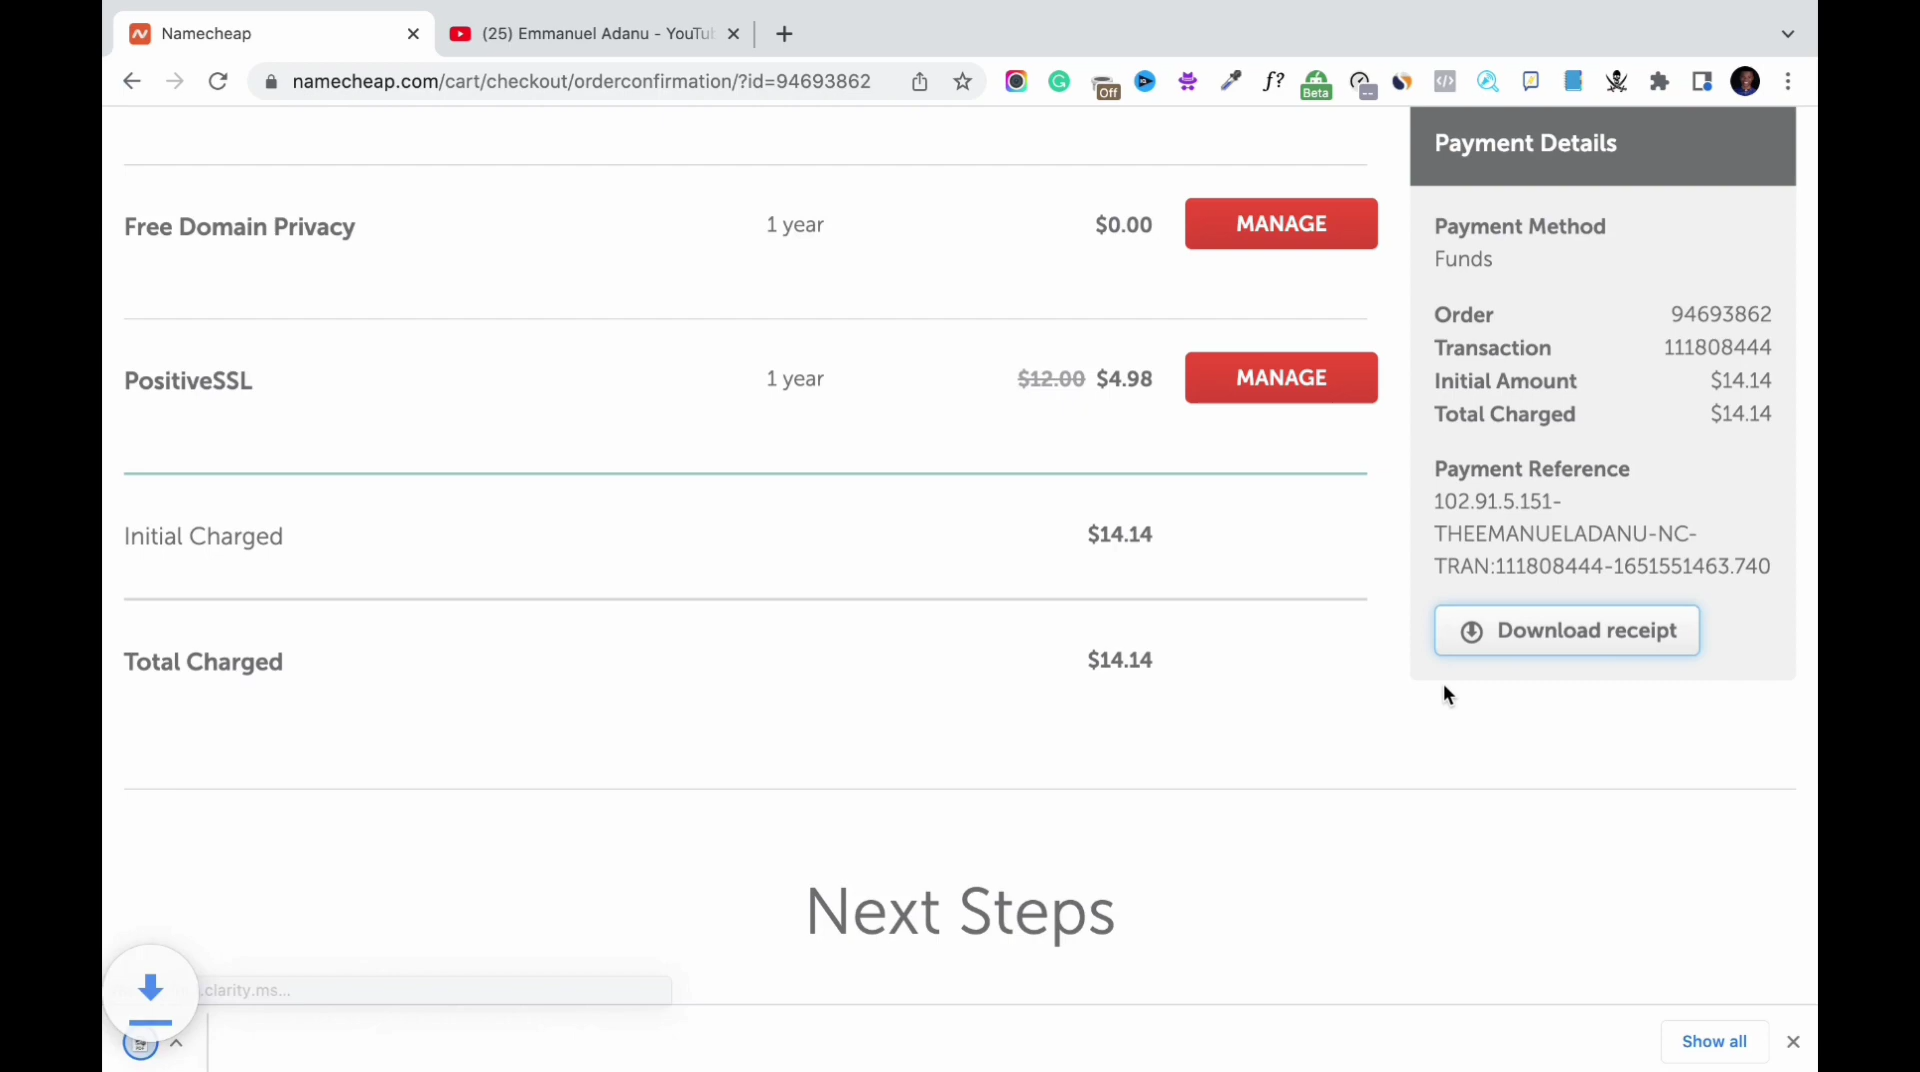 Namecheap
(25) Emmanuel Adanu - YouTu
namecheap.com/cart/checkout/orderconfirmation/?id=94693862
Off
f?
Beta
Payment Details
Free Domain Privacy 1 year $0.00 MANAGE
Payment Method
Funds
Order 94693862
Transaction 111808444
Initial Amount $14.14
Total Charged $14.14
PositiveSSL 1 year $12.00 $4.98 MANAGE
Payment Reference
102.91.5.151-
THEEMANUELADANU-NC-
TRAN:111808444-1651551463.740
Download receipt
Initial Charged $14.14
Total Charged $14.14
Next Steps
.clarity.ms...
Show all